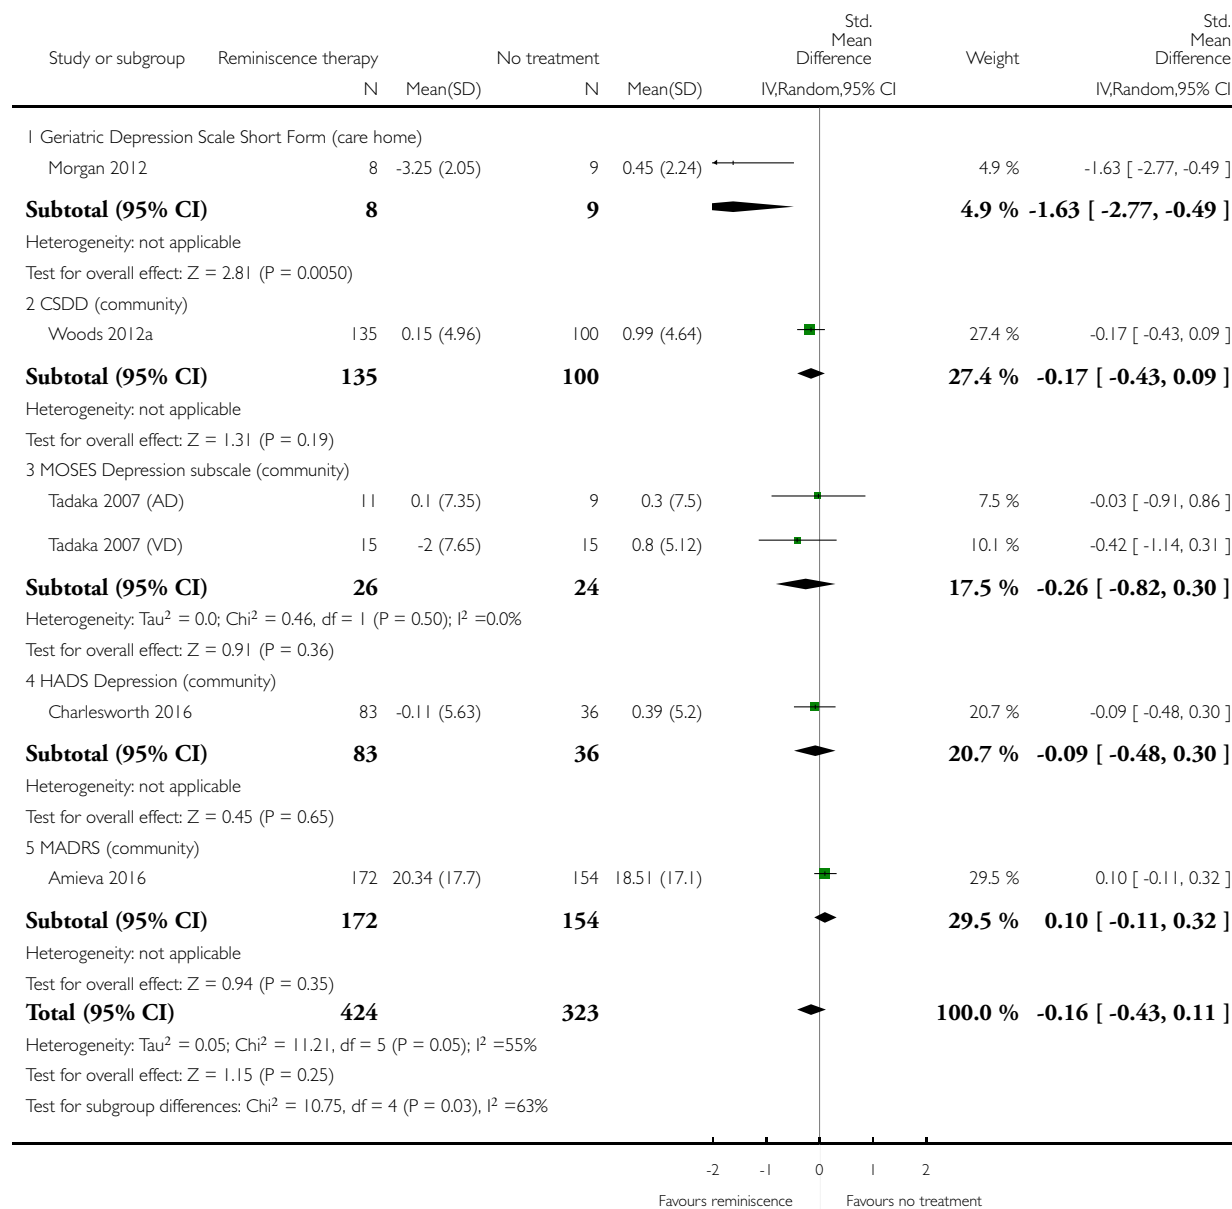 Std. Mean Difference Std. Mean Difference
Study or subgroup Reminiscence therapy No treatment Weight
N Mean(SD) N Mean(SD) IV,Random,95% CI IV,Random,95% CI
1 Geriatric Depression Scale Short Form (care home)
Morgan 2012 8 -3.25 (2.05) 9 0.45 (2.24) 4.9 % -1.63 [ -2.77, -0.49 ]
Subtotal (95% CI) 8 9 4.9 % -1.63 [ -2.77, -0.49 ]
Heterogeneity: not applicable
Test for overall effect: Z = 2.81 (P = 0.0050)
2 CSDD (community)
Woods 2012a 135 0.15 (4.96) 100 0.99 (4.64) 27.4 % -0.17 [ -0.43, 0.09 ]
Subtotal (95% CI) 135 100 27.4 % -0.17 [ -0.43, 0.09 ]
Heterogeneity: not applicable
Test for overall effect: Z = 1.31 (P = 0.19)
3 MOSES Depression subscale (community)
Tadaka 2007 (AD) 11 0.1 (7.35) 9 0.3 (7.5) 7.5 % -0.03 [ -0.91, 0.86 ]
Tadaka 2007 (VD) 15 -2 (7.65) 15 0.8 (5.12) 10.1 % -0.42 [ -1.14, 0.31 ]
Subtotal (95% CI) 26 24 17.5 % -0.26 [ -0.82, 0.30 ]
Heterogeneity: Tau² = 0.0; Chi² = 0.46, df = 1 (P = 0.50); I² =0.0%
Test for overall effect: Z = 0.91 (P = 0.36)
4 HADS Depression (community)
Charlesworth 2016 83 -0.11 (5.63) 36 0.39 (5.2) 20.7 % -0.09 [ -0.48, 0.30 ]
Subtotal (95% CI) 83 36 20.7 % -0.09 [ -0.48, 0.30 ]
Heterogeneity: not applicable
Test for overall effect: Z = 0.45 (P = 0.65)
5 MADRS (community)
Amieva 2016 172 20.34 (17.7) 154 18.51 (17.1) 29.5 % 0.10 [ -0.11, 0.32 ]
Subtotal (95% CI) 172 154 29.5 % 0.10 [ -0.11, 0.32 ]
Heterogeneity: not applicable
Test for overall effect: Z = 0.94 (P = 0.35)
Total (95% CI) 424 323 100.0 % -0.16 [ -0.43, 0.11 ]
Heterogeneity: Tau² = 0.05; Chi² = 11.21, df = 5 (P = 0.05); I² =55%
Test for overall effect: Z = 1.15 (P = 0.25)
Test for subgroup differences: Chi² = 10.75, df = 4 (P = 0.03), I² =63%
-2 -1 0 1 2
Favours reminiscence Favours no treatment